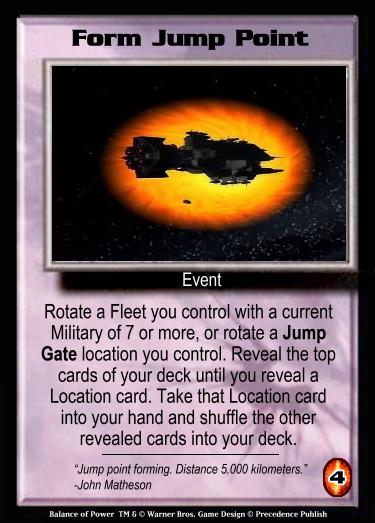 Form Jump Point
Event
Rotate a Fleet you control with a current
Military of 7 or more, or rotate a Jump
Gate location you control. Reveal the top
cards of your deck until you reveal a
Location card. Take that Location card
into your hand and shuffle the other
revealed cards into your deck.
"Jump point forming. Distance 5.000 kilometers."
-John Matheson
4
Balance of Power TM & © Warner Bros. Game Design © Precedence Publish